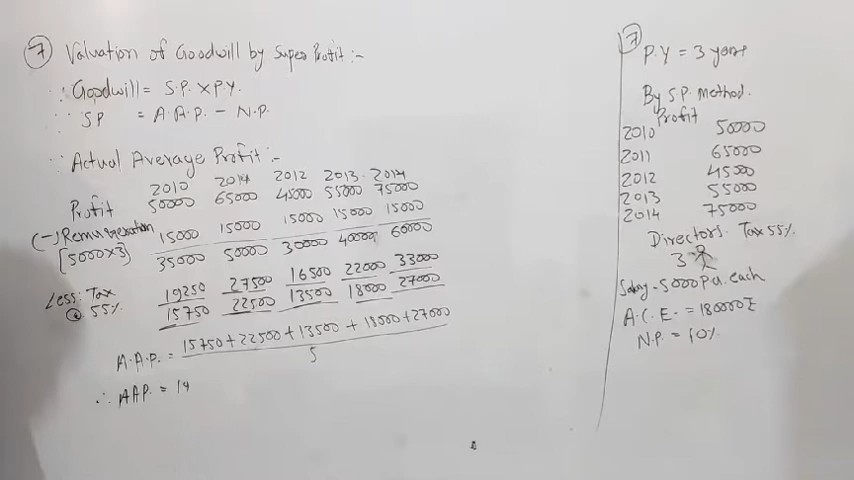 7 Valuation of Goodwill by Super Profit :-
∴ Goodwill = S.P. × P.Y.
∴ SP = A.A.P. - N.P.
∵ Actual Average Profit :-
2010 2011 2012 2013 2014
Profit 50000 65000 45000 55000 75000
(-) Remuneration 15000 15000 15000 15000 15000
[5000×3] 35000 50000 30000 40000 60000
Less: Tax 19250 27500 16500 22000 33000
@ 55% 15750 22500 13500 18000 27000
A.A.P. = 15750+22500+13500+18000+27000
5
∴ AAP. = 19
7 P.Y = 3 years
By S.P. Method.
Profit
2010 50000
2011 65000
2012 45000
2013 55000
2014 75000
Directors. Tax 55%.
3
Salary - 5000 P.a. each
A.C.E. = 180000
N.P. = 10%